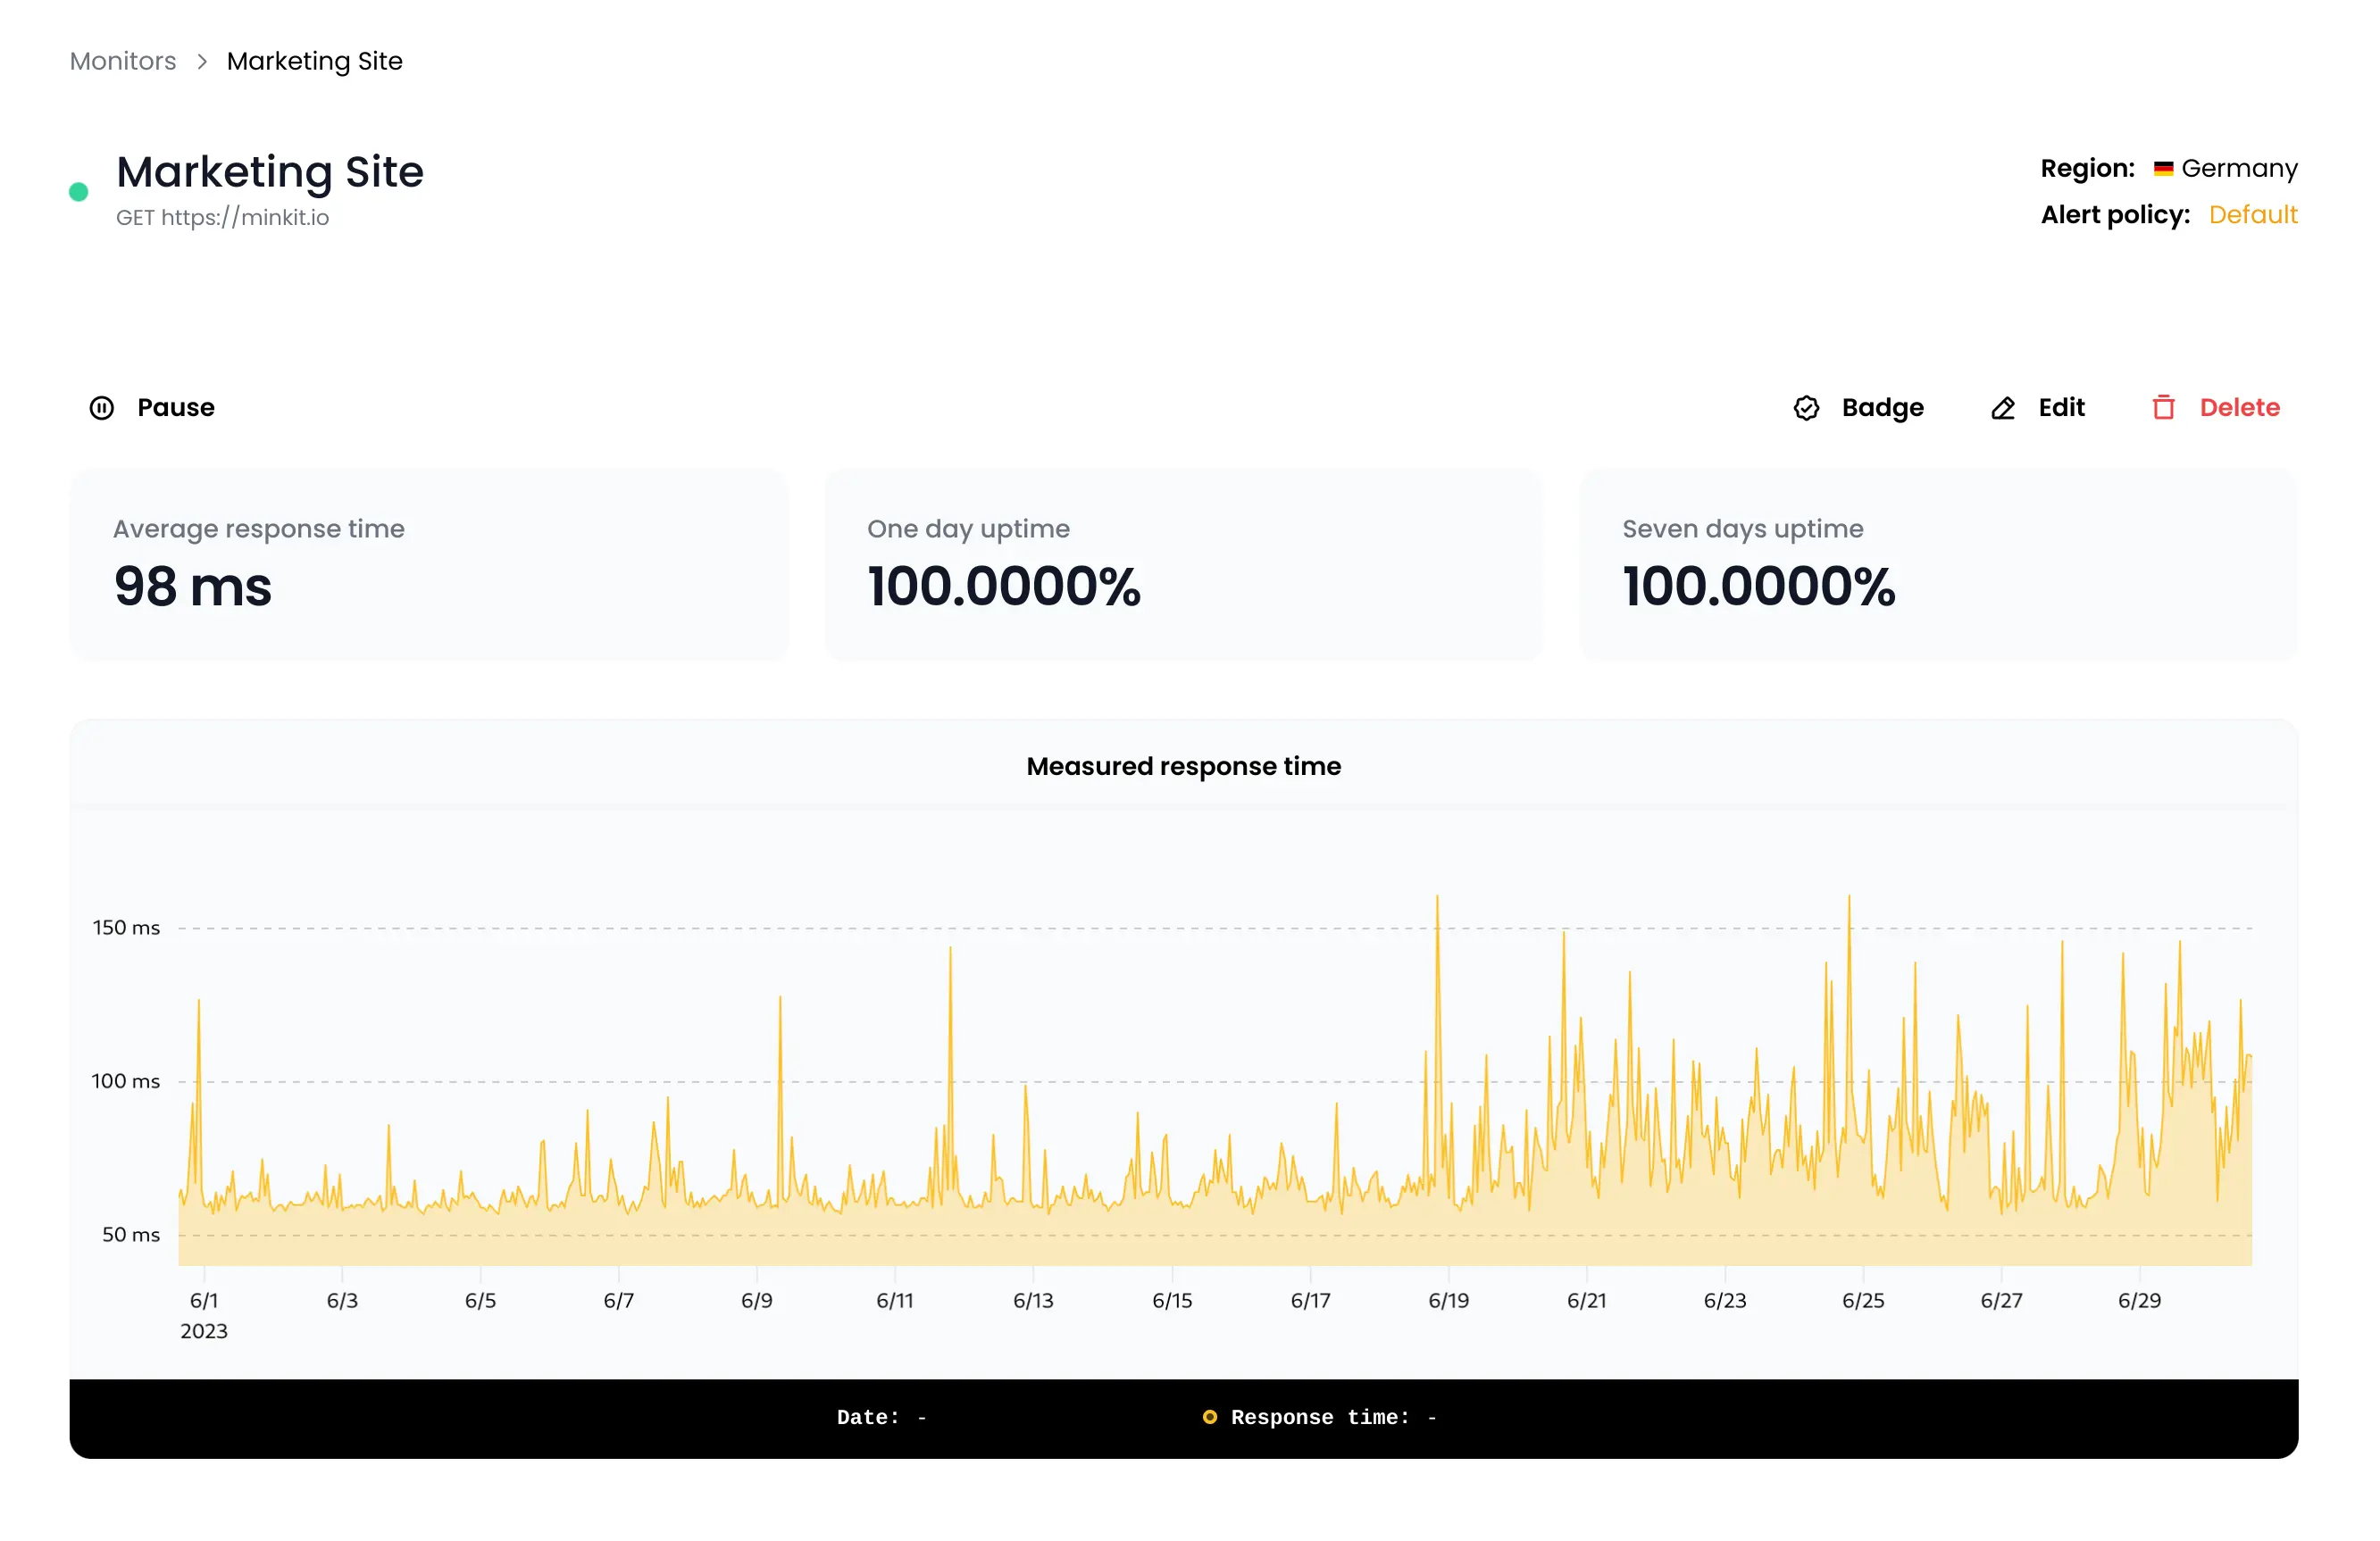 Monitors > Marketing Site
Marketing Site
GET https://minkit.io
Region: Germany
Alert policy: Default
Pause
Badge
Edit
Delete
Average response time
98 ms
One day uptime
100.0000%
Seven days uptime
100.0000%
Measured response time
150 ms
100 ms
50 ms
6/1 6/3 6/5 6/7 6/9 6/11 6/13 6/15 6/17 6/19 6/21 6/23 6/25 6/27 6/29
2023
Date: - Response time: -